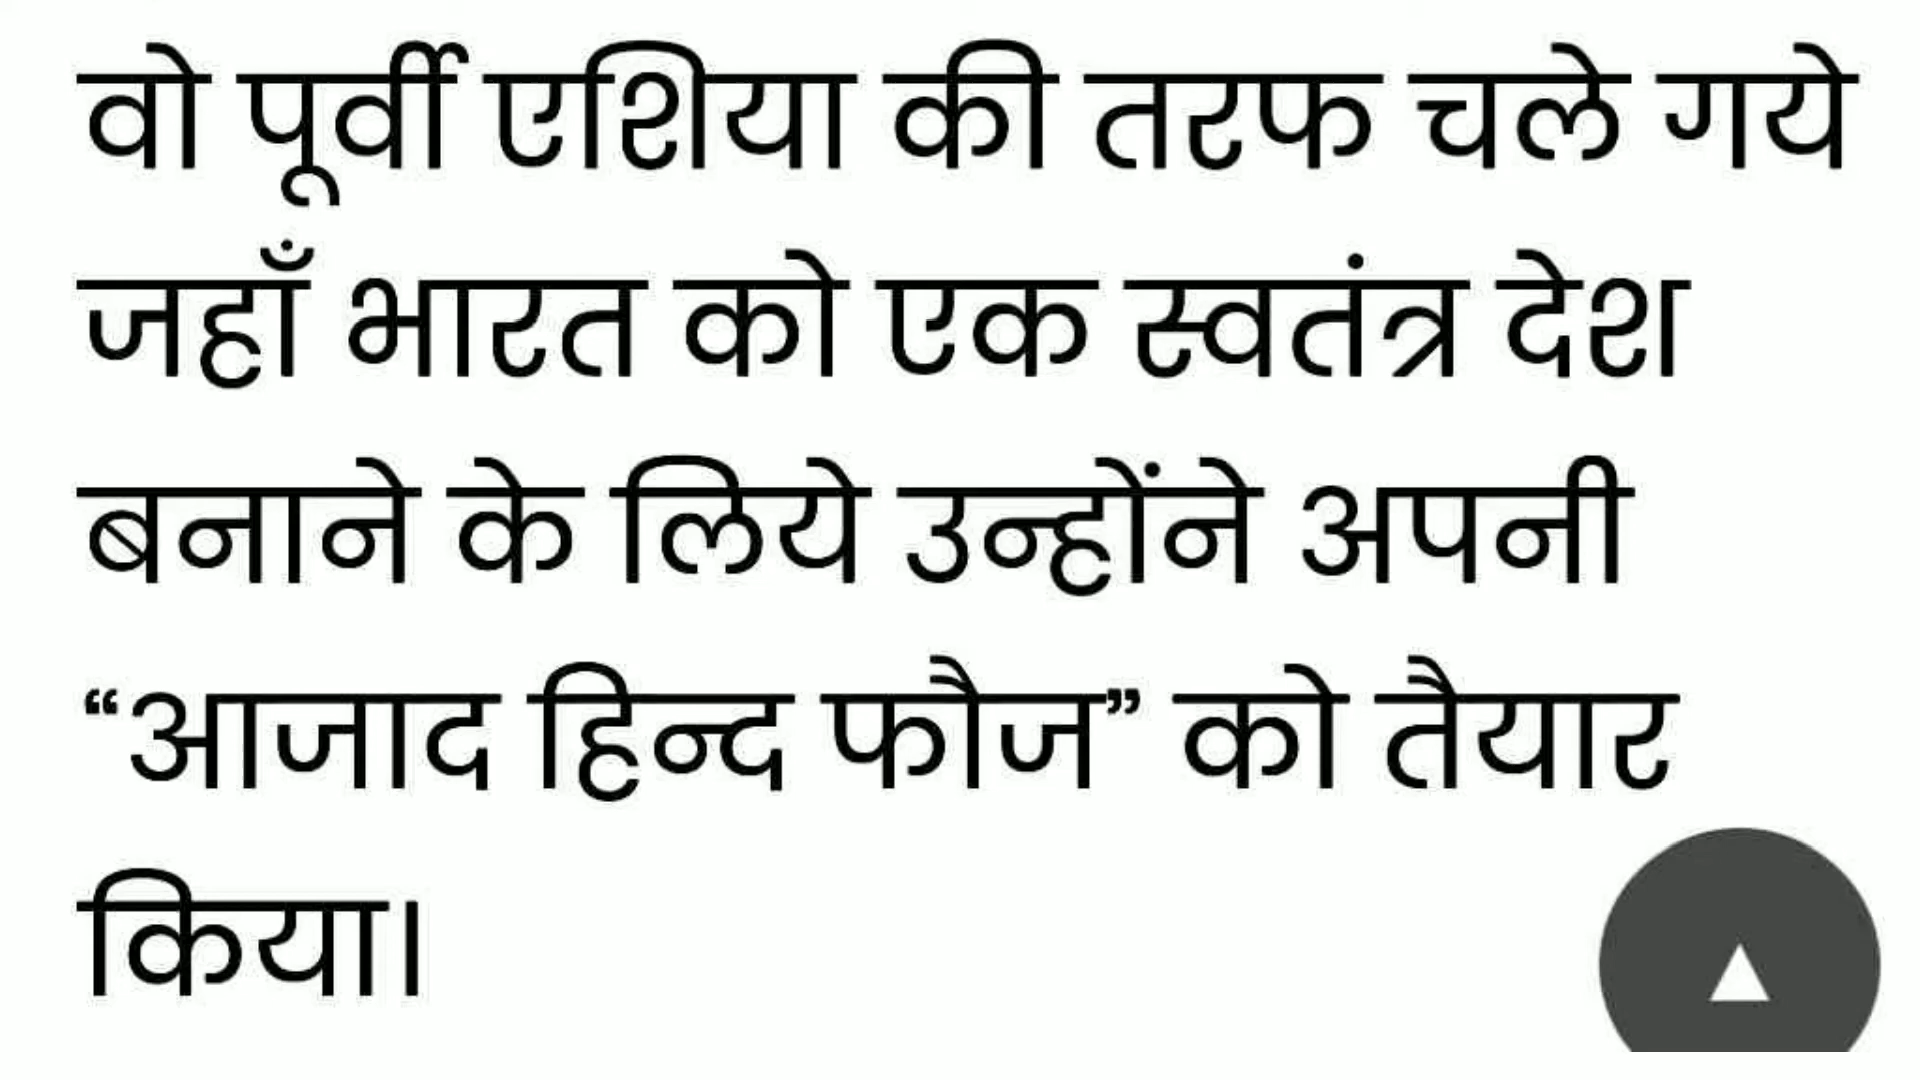 वो पूर्वी एशिया की तरफ चले गये
जहाँ भारत को एक स्वतंत्र देश
बनाने के लिये उन्होंने अपनी
“आजाद हिन्द फौज” को तैयार
किया।